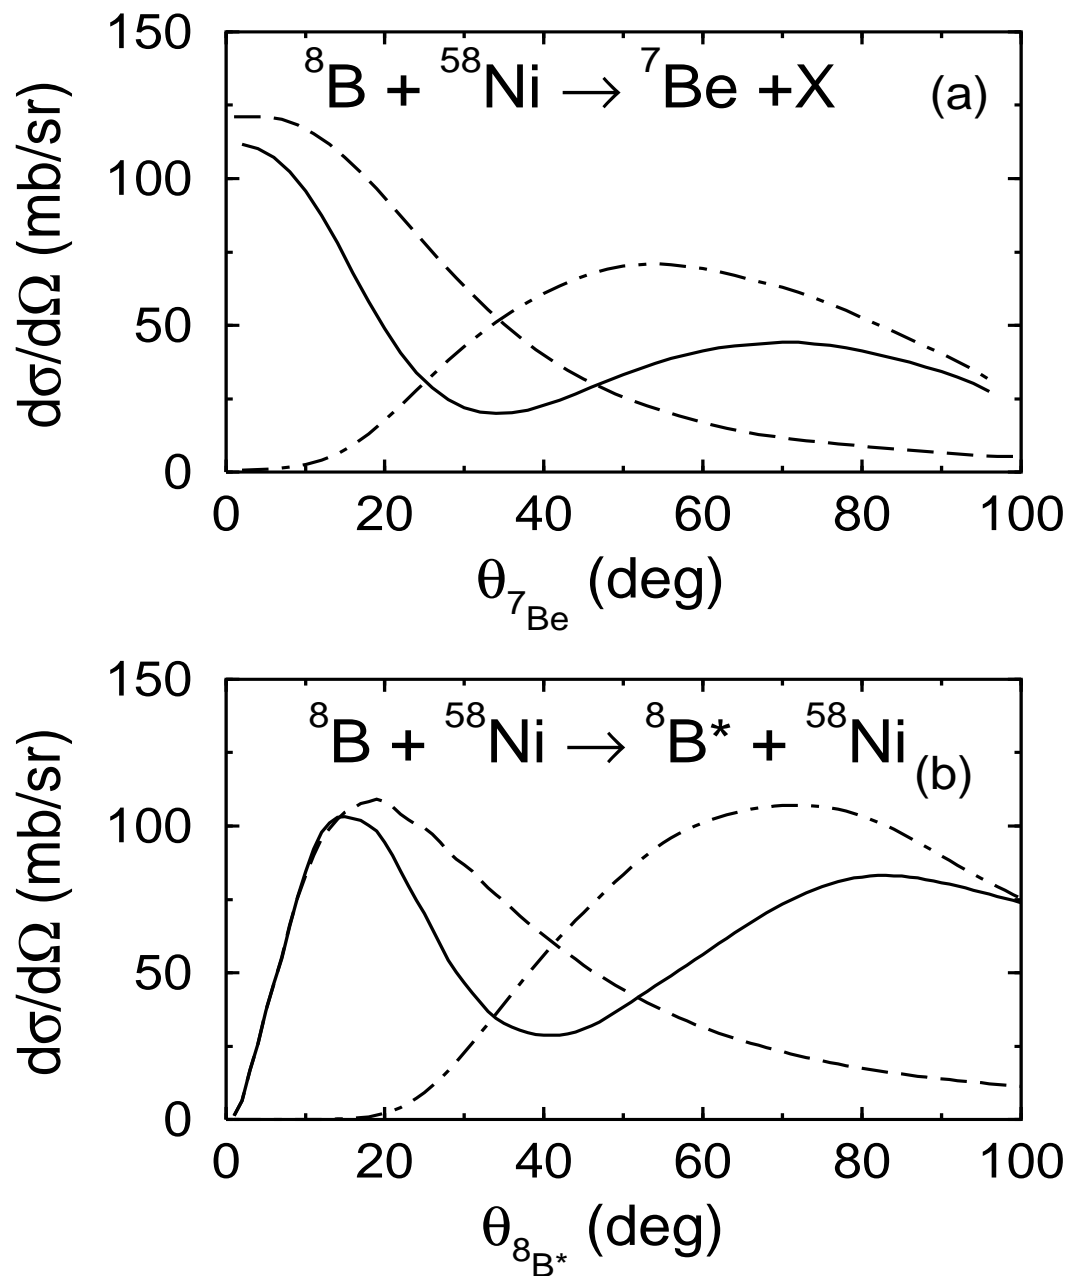 150
⁸B + ⁵⁸Ni → ⁷Be +X
(a)
100
50
0
dσ/dΩ (mb/sr)
0 20 40 60 80 100
θ₇Be (deg)
150
⁸B + ⁵⁸Ni → ⁸B* + ⁵⁸Ni
(b)
100
50
0
dσ/dΩ (mb/sr)
0 20 40 60 80 100
θ₈B* (deg)